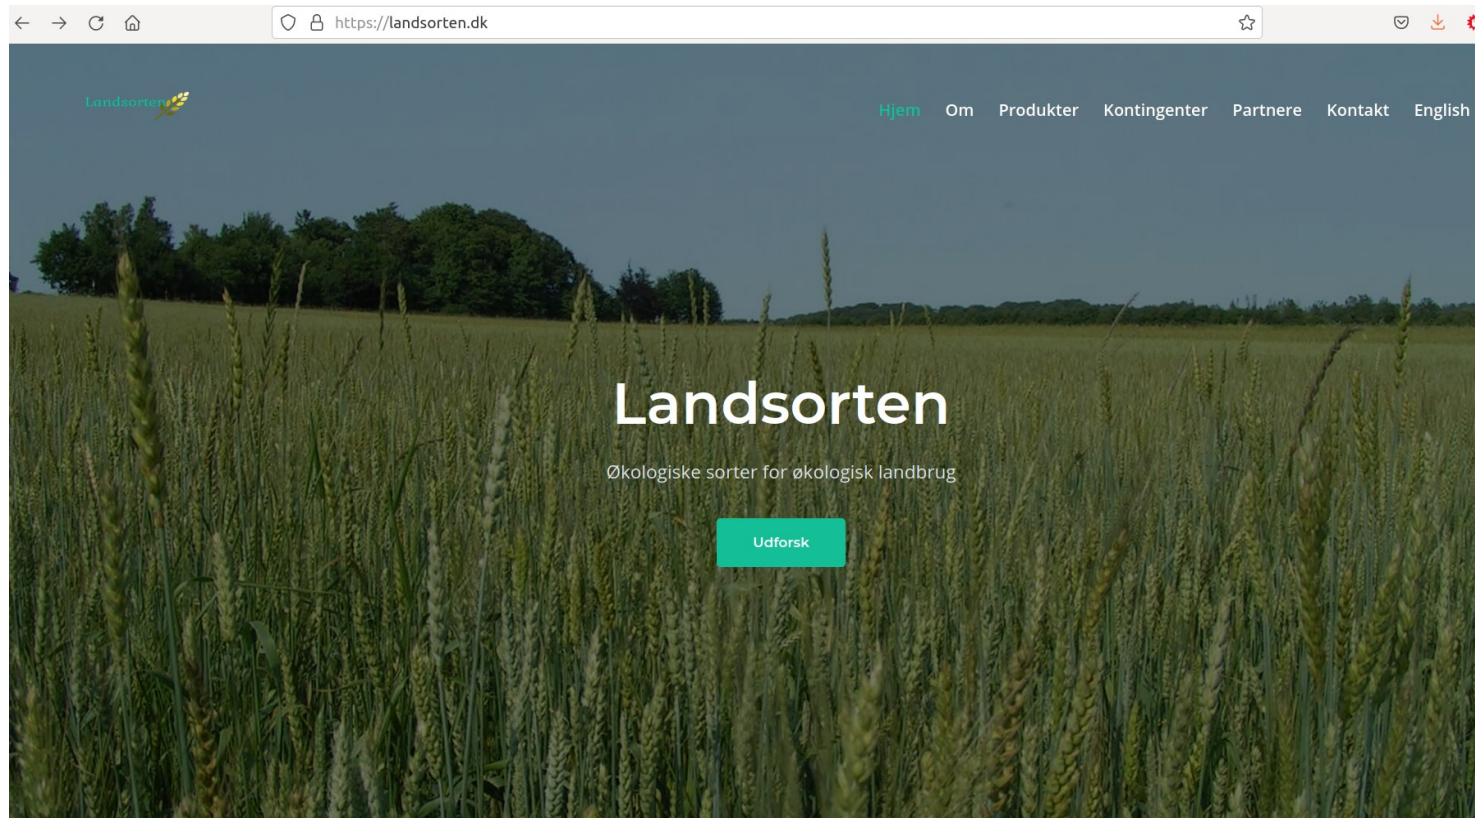 https://landsorten.dk
Landsorten
Hjem Om Produkter Kontingenter Partnere Kontakt English
Landsorten
Økologiske sorter for økologisk landbrug
Udforsk